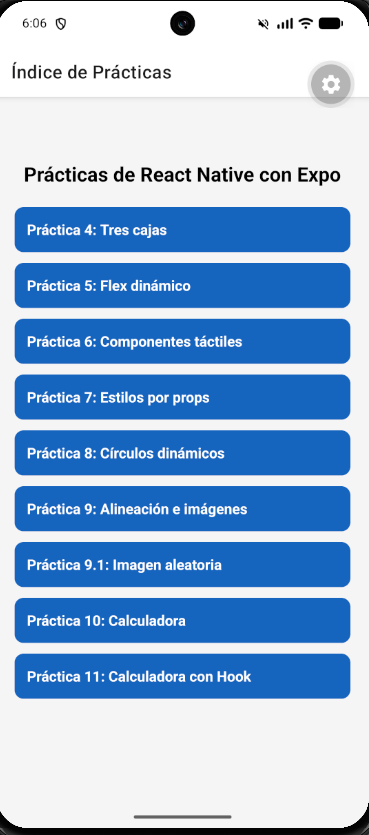 6:06
Índice de Prácticas
Prácticas de React Native con Expo
Práctica 4: Tres cajas
Práctica 5: Flex dinámico
Práctica 6: Componentes táctiles
Práctica 7: Estilos por props
Práctica 8: Círculos dinámicos
Práctica 9: Alineación e imágenes
Práctica 9.1: Imagen aleatoria
Práctica 10: Calculadora
Práctica 11: Calculadora con Hook